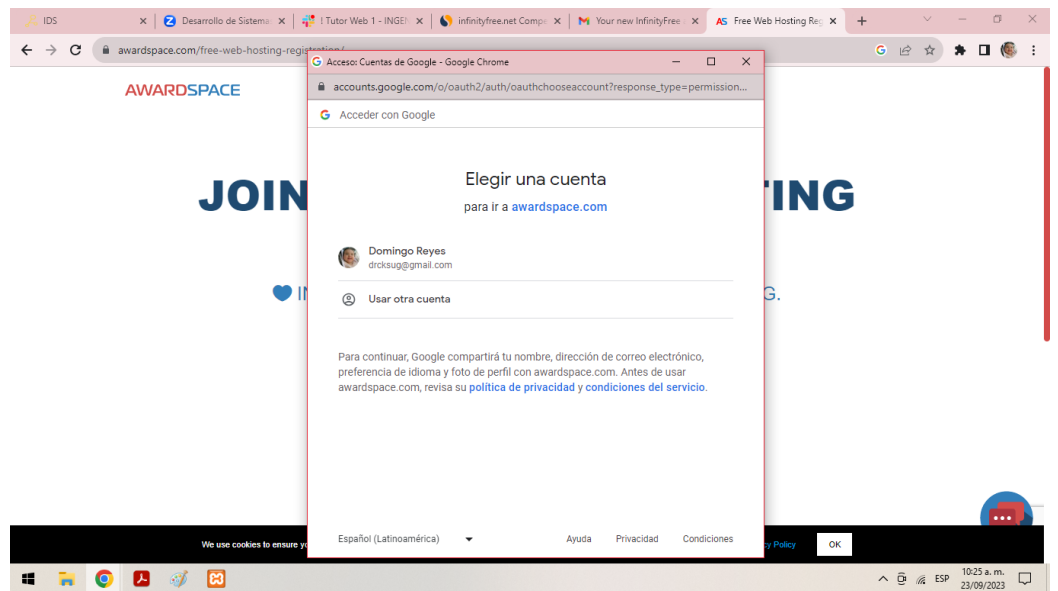 IDS
Desarrollo de Sistema
Tutor Web 1 - INGEN
infinityfree.net Compe
Your new InfinityFree
AS Free Web Hosting Reg
awardspace.com/free-web-hosting-registration/
AWARDSPACE
Acceso: Cuentas de Google - Google Chrome
accounts.google.com/o/oauth2/auth/oauthchooseaccount?response_type=permission...
Acceder con Google
JOIN
ING
Elegir una cuenta
para ir a awardspace.com
Domingo Reyes
drcksug@gmail.com
Usar otra cuenta
G.
Para continuar, Google compartirá tu nombre, dirección de correo electrónico,
preferencia de idioma y foto de perfil con awardspace.com. Antes de usar
awardspace.com, revisa su política de privacidad y condiciones del servicio.
Español (Latinoamérica)
Ayuda Privacidad Condiciones
We use cookies to ensure
cy Policy
OK
ESP
10:25 a. m.
23/09/2023